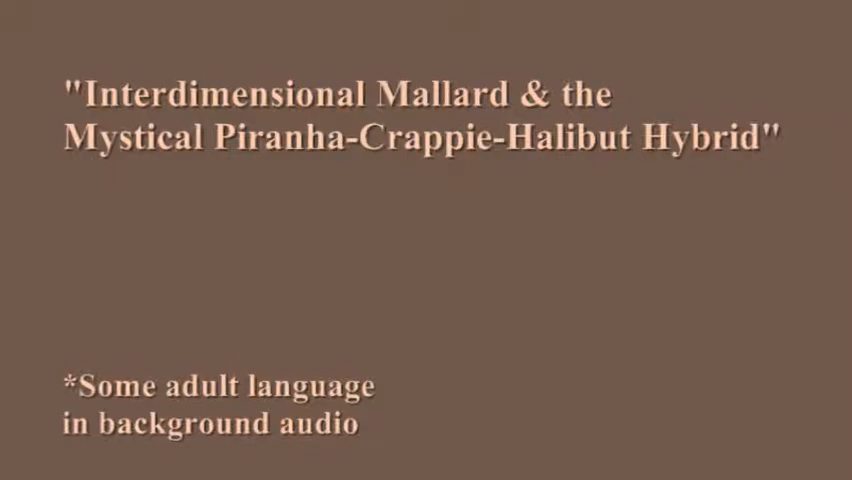 "Interdimensional Mallard & the
Mystical Piranha-Crappie-Halibut Hybrid"
*Some adult language
in background audio